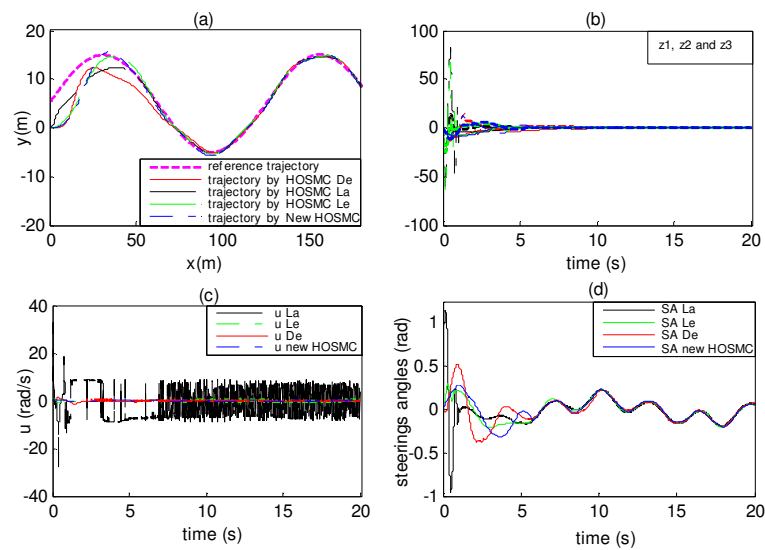 (a)
20
10
0
-10
-20
0
50
100
150
y(m)
x(m)
reference trajectory
trajectory by HOSMC De
trajectory by HOSMC La
trajectory by HOSMC Le
trajectory by New HOSMC
(b)
100
50
0
-50
-100
0
5
10
15
20
time (s)
z1, z2 and z3
(c)
40
20
0
-20
-40
0
5
10
15
20
u (rad/s)
time (s)
u La
u Le
u De
u new HOSMC
(d)
1
0.5
0
-0.5
-1
0
5
10
15
20
steerings angles (rad)
time (s)
SA La
SA Le
SA De
SA new HOSMC